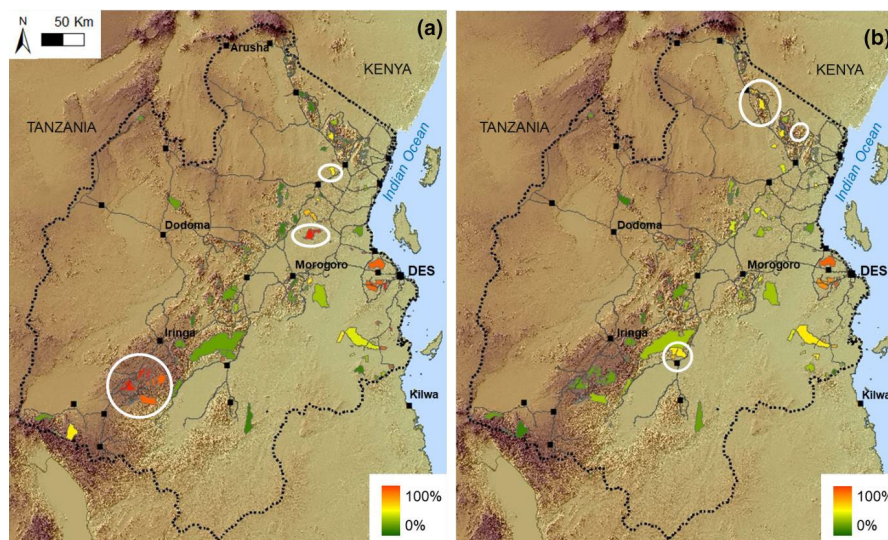 N
50 Km
(a)
Arusha
KENYA
TANZANIA
Indian Ocean
Dodoma
Morogoro
DES
Iringa
Kilwa
100%
0%
(b)
KENYA
TANZANIA
Indian Ocean
Dodoma
Morogoro
DES
Iringa
Kilwa
100%
0%